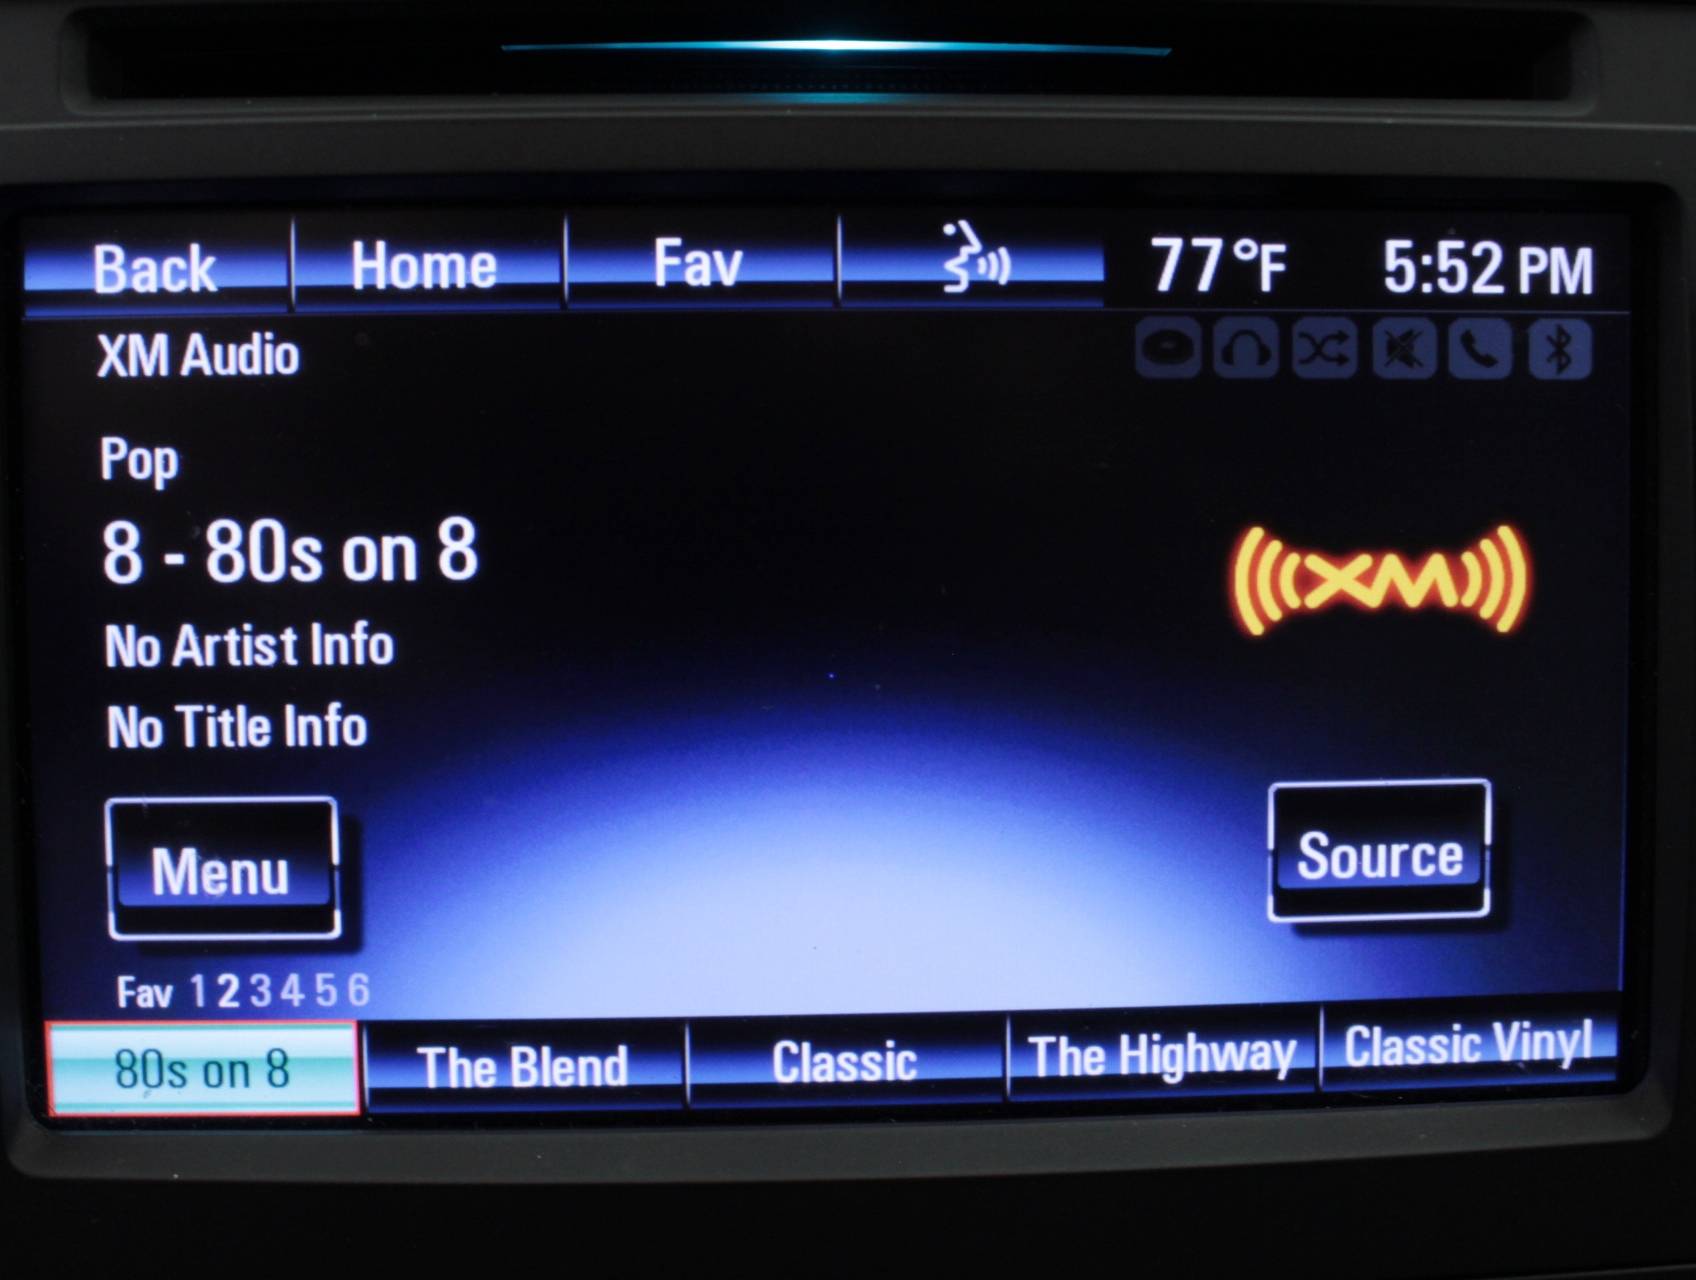 Back Home Fav 77°F 5:52 PM
XM Audio
Pop
8 - 80s on 8
XM
No Artist Info
No Title Info
Menu Source
Fav 1 2 3 4 5 6
80s on 8 The Blend Classic The Highway Classic Vinyl